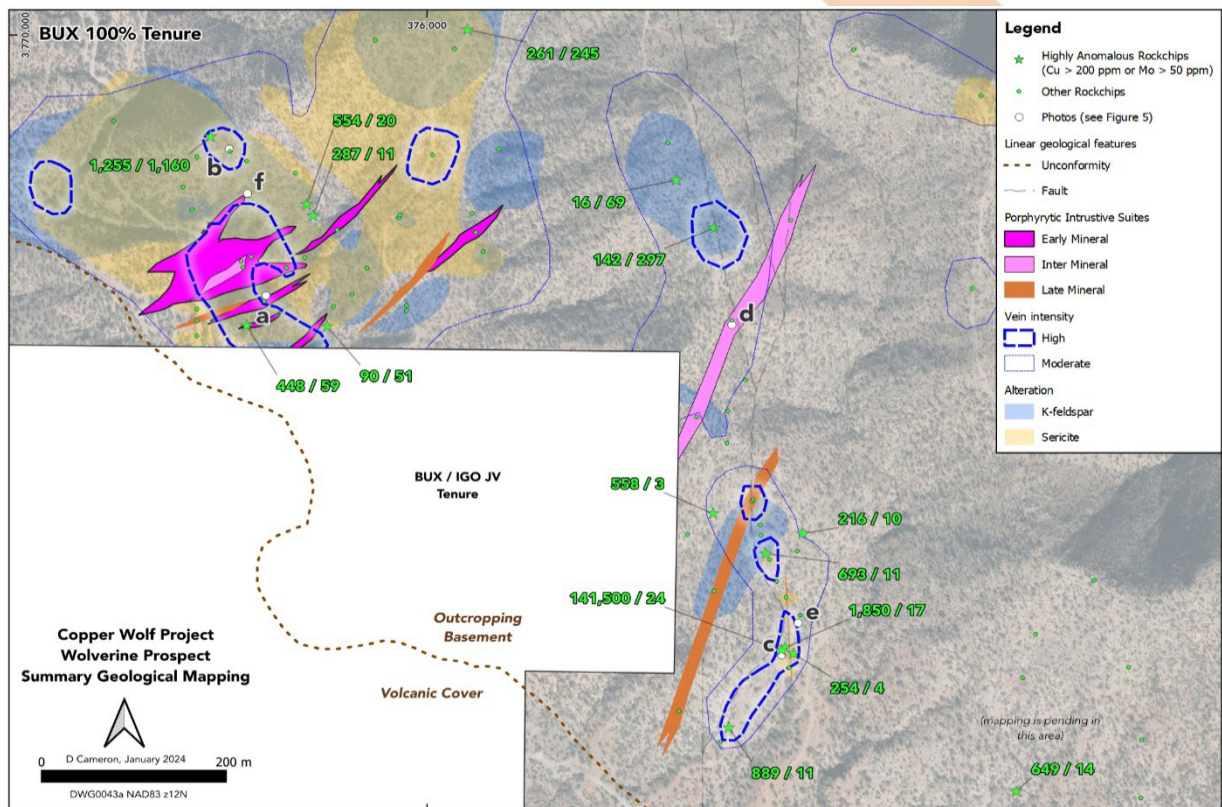 BUX 100% Tenure
3,770,000
376,000
261 / 245
554 / 20
287 / 11
1,255 / 1,160
b
f
16 / 69
142 / 297
a
d
448 / 59
90 / 51
BUX / IGO JV
Tenure
558 / 3
216 / 10
693 / 11
141,500 / 24
1,850 / 17
e
c
254 / 4
Outcropping
Basement
Volcanic Cover
(mapping is pending in
this area)
889 / 11
649 / 14
Copper Wolf Project
Wolverine Prospect
Summary Geological Mapping
D Cameron, January 2024
0 200 m
DWG0043a NAD83 z12N
Legend
Highly Anomalous Rockchips
(Cu > 200 ppm or Mo > 50 ppm)
Other Rockchips
Photos (see Figure 5)
Linear geological features
Unconformity
Fault
Porphyrytic Intrustive Suites
Early Mineral
Inter Mineral
Late Mineral
Vein intensity
High
Moderate
Alteration
K-feldspar
Sericite